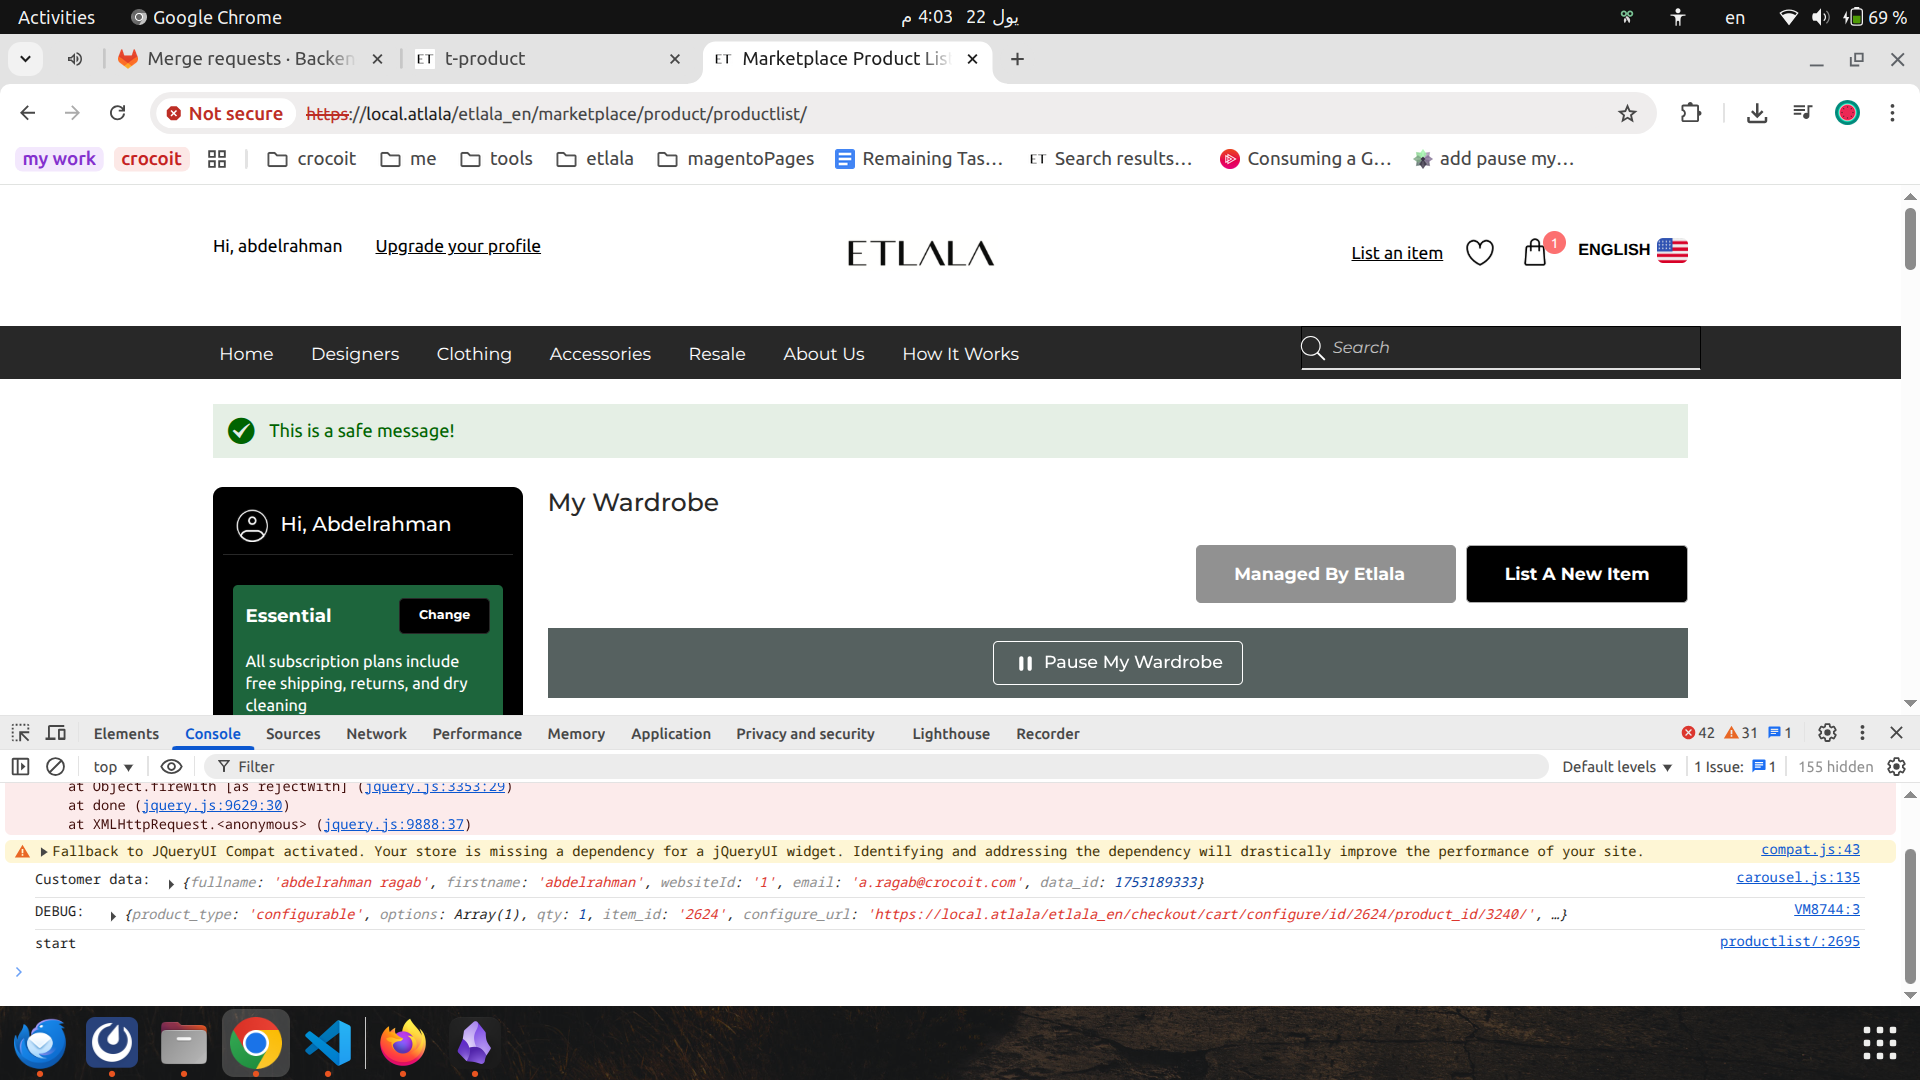 Activities
Google Chrome
22 يول 4:03 م
en
69 %
Merge requests · Backen
t-product
Marketplace Product Lis
Not secure
https://local.atlala/etlala_en/marketplace/product/productlist/
my work
crocoit
crocoit
me
tools
etlala
magentoPages
Remaining Tas...
ET Search results...
Consuming a G...
add pause my...
Hi, abdelrahman
Upgrade your profile
ETLALA
List an item
1
ENGLISH
Home
Designers
Clothing
Accessories
Resale
About Us
How It Works
Search
This is a safe message!
Hi, Abdelrahman
My Wardrobe
Managed By Etlala
List A New Item
Essential
Change
All subscription plans include
free shipping, returns, and dry
cleaning
Pause My Wardrobe
Elements
Console
Sources
Network
Performance
Memory
Application
Privacy and security
Lighthouse
Recorder
42
31
1
top
Filter
Default levels
1 Issue: 1
155 hidden
at Object.fireWith [as rejectWith] (jquery.js:3353:29)
at done (jquery.js:9629:30)
at XMLHttpRequest.<anonymous> (jquery.js:9888:37)
Fallback to JQueryUI Compat activated. Your store is missing a dependency for a jQueryUI widget. Identifying and addressing the dependency will drastically improve the performance of your site.
compat.js:43
Customer data: {fullname: 'abdelrahman ragab', firstname: 'abdelrahman', websiteId: '1', email: 'a.ragab@crocoit.com', data_id: 1753189333}
carousel.js:135
DEBUG: {product_type: 'configurable', options: Array(1), qty: 1, item_id: '2624', configure_url: 'https://local.atlala/etlala_en/checkout/cart/configure/id/2624/product_id/3240/', …}
VM8744:3
start
productlist/:2695